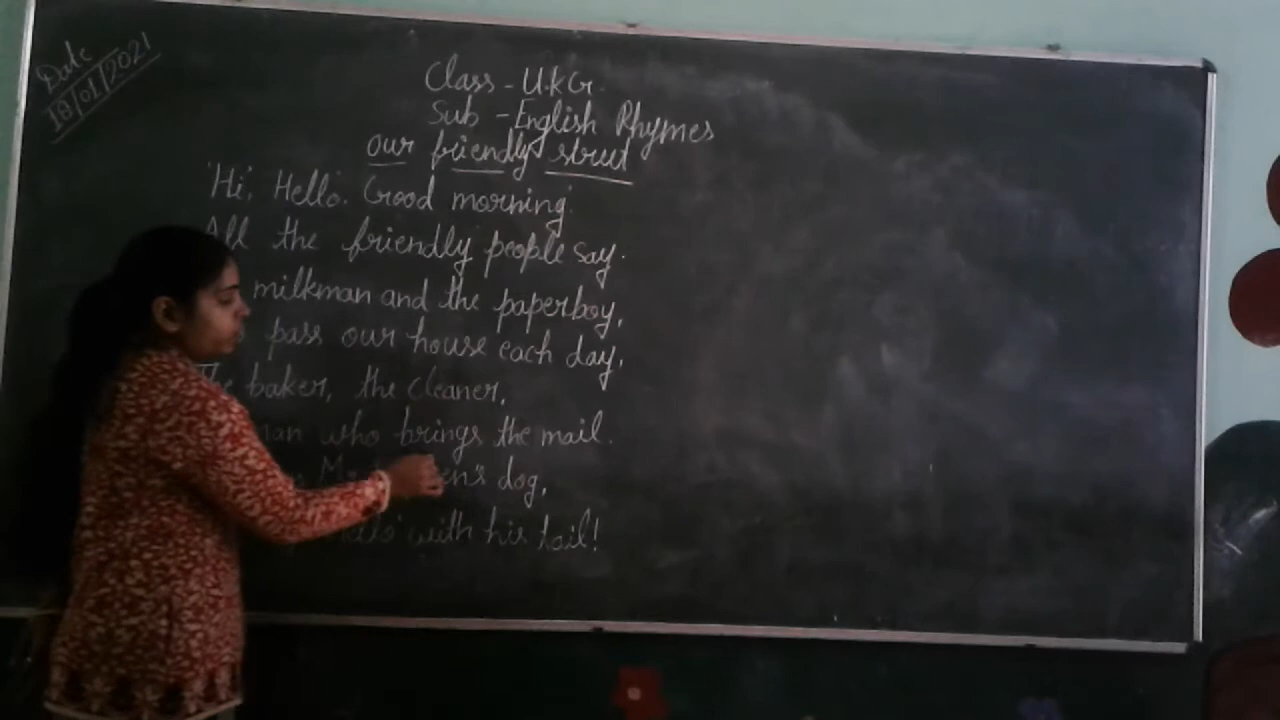 Date
18/01/2021
Class - U.K.G.
Sub - English Rhymes
our friendly street
'Hi, Hello. Good morning'.
All the friendly people say.
milkman and the paperboy,
pass our house each day,
The baker, the cleaner,
man who brings the mail.
dog,
with his tail!